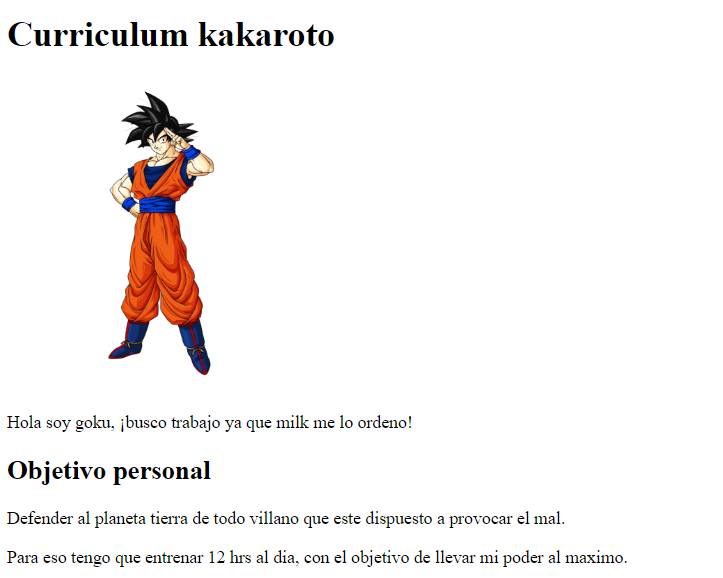 Curriculum kakaroto
Hola soy goku, ¡busco trabajo ya que milk me lo ordeno!
Objetivo personal
Defender al planeta tierra de todo villano que este dispuesto a provocar el mal.
Para eso tengo que entrenar 12 hrs al dia, con el objetivo de llevar mi poder al maximo.